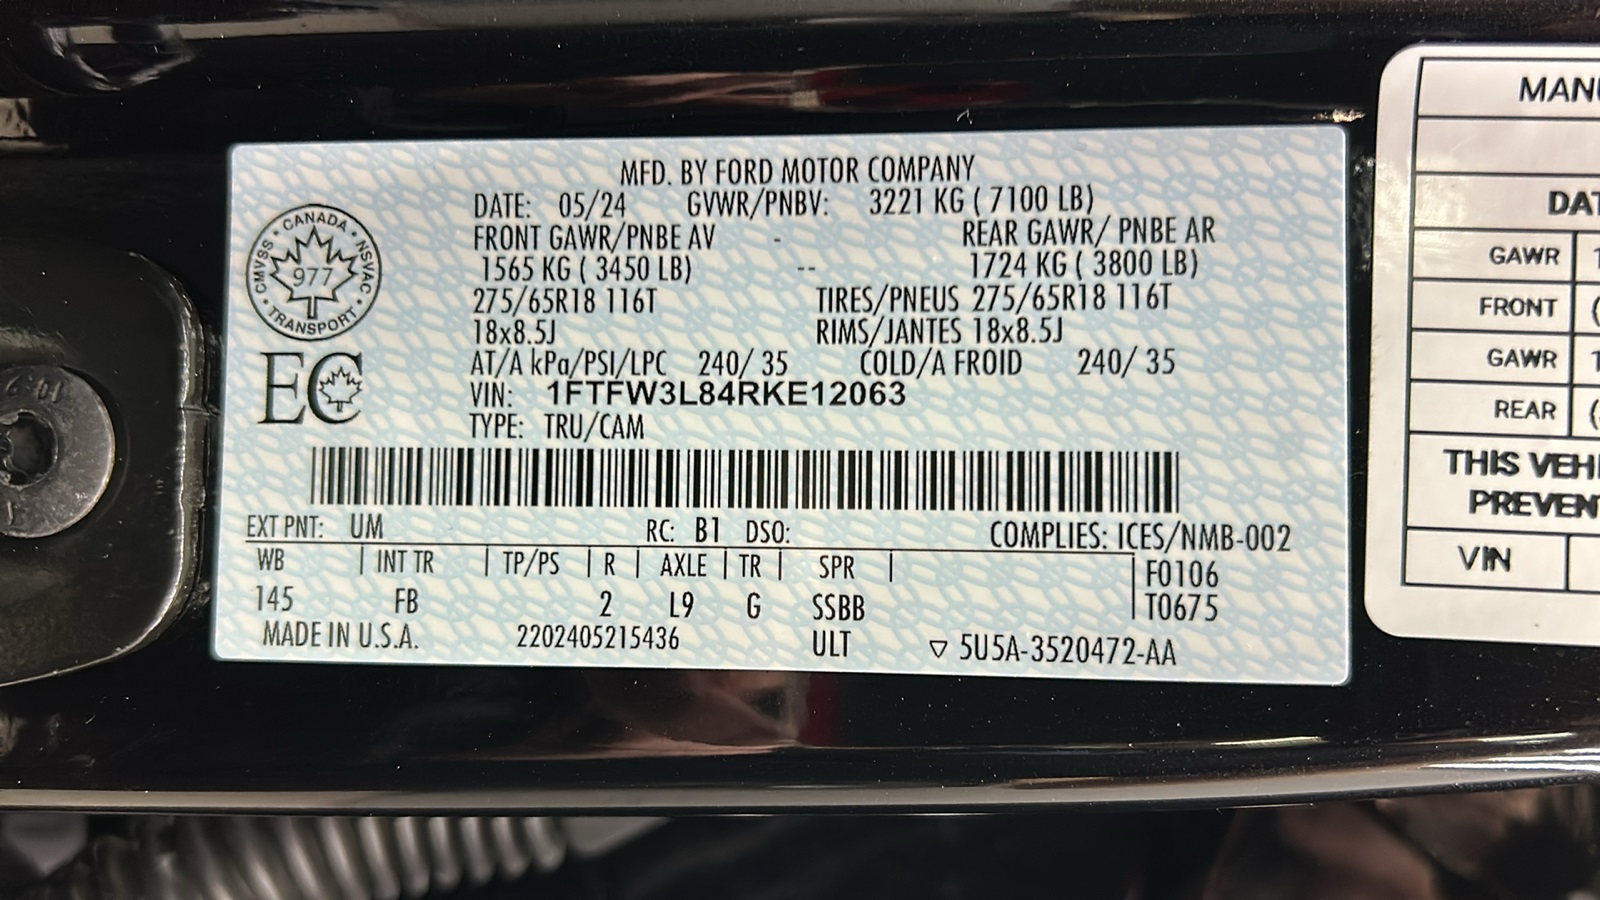 MFD. BY FORD MOTOR COMPANY
DATE: 05/24 GVWR/PNBV: 3221 KG ( 7100 LB)
FRONT GAWR/PNBE AV - REAR GAWR/ PNBE AR
1565 KG ( 3450 LB) -- 1724 KG ( 3800 LB)
275/65R18 116T TIRES/PNEUS 275/65R18 116T
18x8.5J RIMS/JANTES 18x8.5J
AT/A kPa/PSI/LPC 240/ 35 COLD/A FROID 240/ 35
VIN: 1FTFW3L84RKE12063
TYPE: TRU/CAM
CANADA
CMVSS
NSVAC
977
TRANSPORT
EC
EXT PNT: UM RC: B1 DSO: COMPLIES: ICES/NMB-002
WB | INT TR | TP/PS | R | AXLE | TR | SPR | F0106
145 FB 2 L9 G SSBB T0675
MADE IN U.S.A. 2202405215436 ULT ▽ 5U5A-3520472-AA
MANU
DAT
GAWR 1
FRONT (
GAWR 1
REAR (
THIS VEHI
PREVEN
VIN